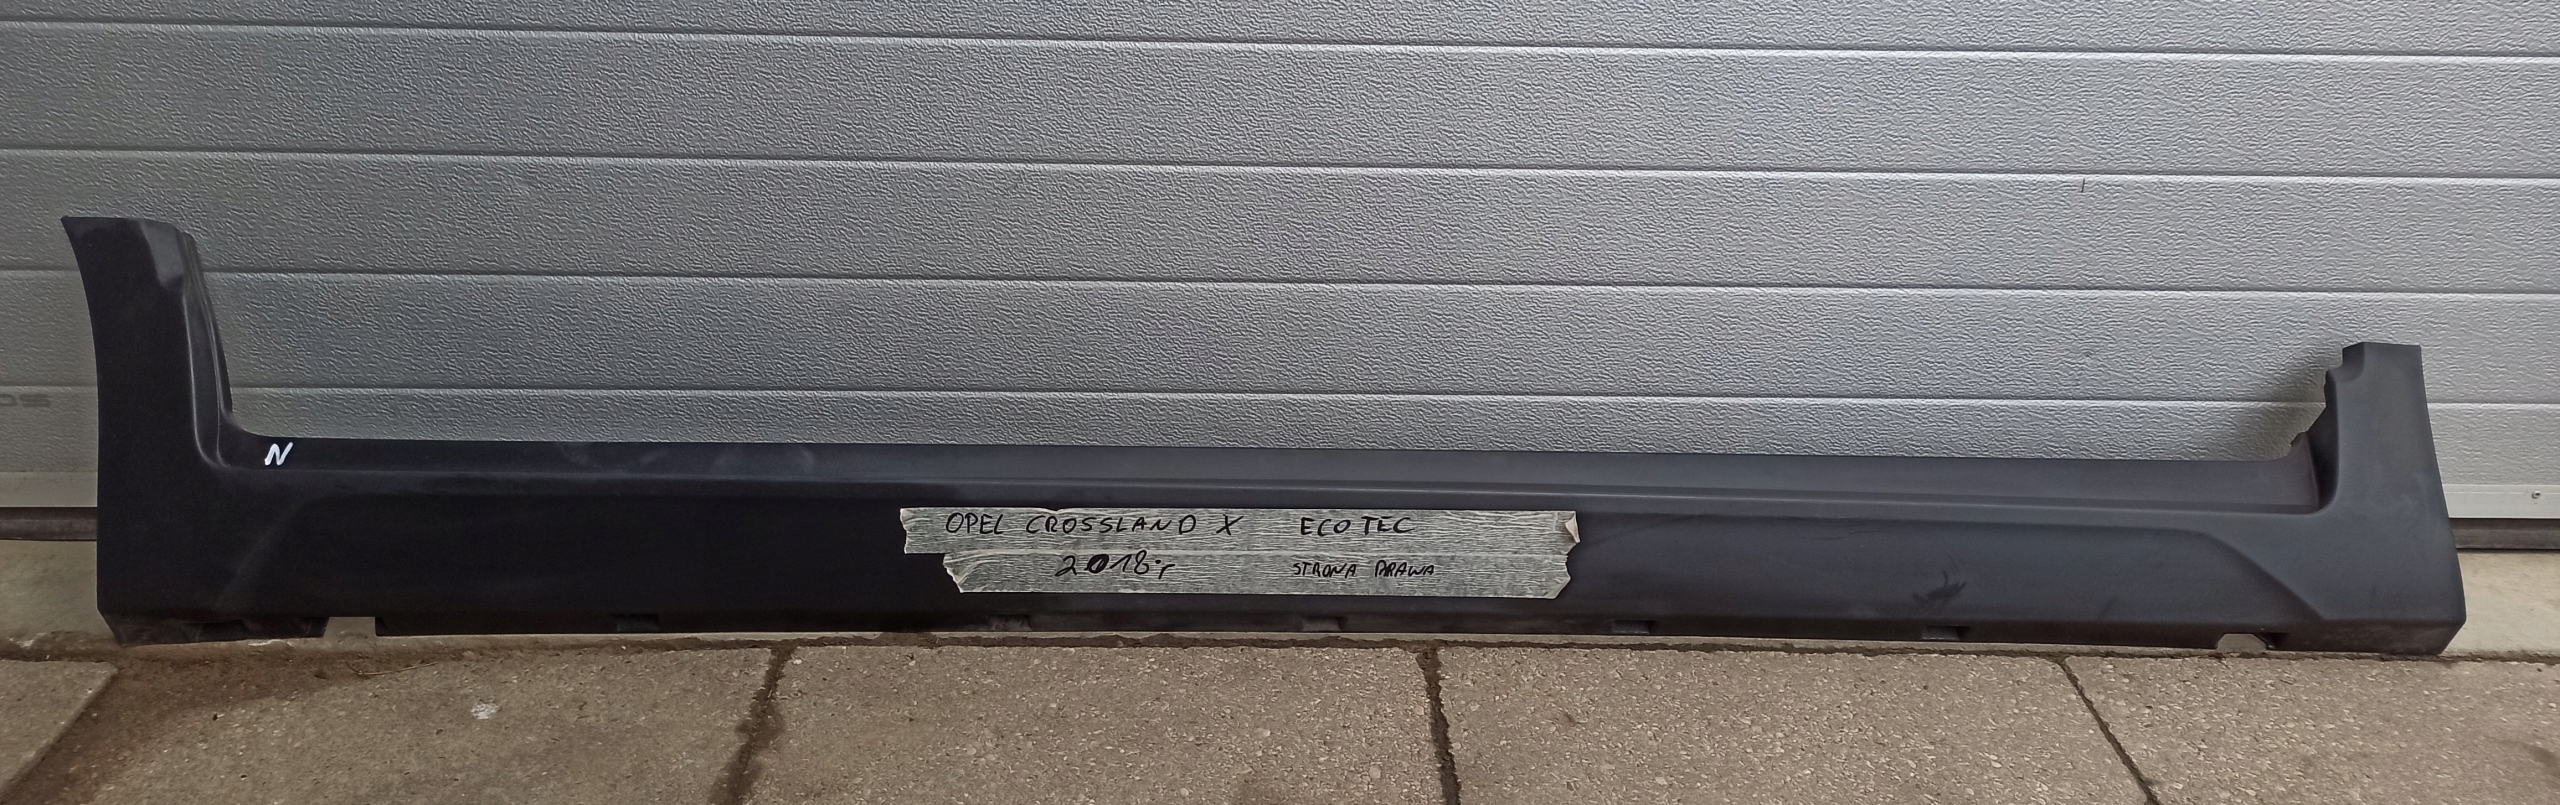 N
OPEL CROSSLAND X ECOTEC
2018r STRONA PRAWA